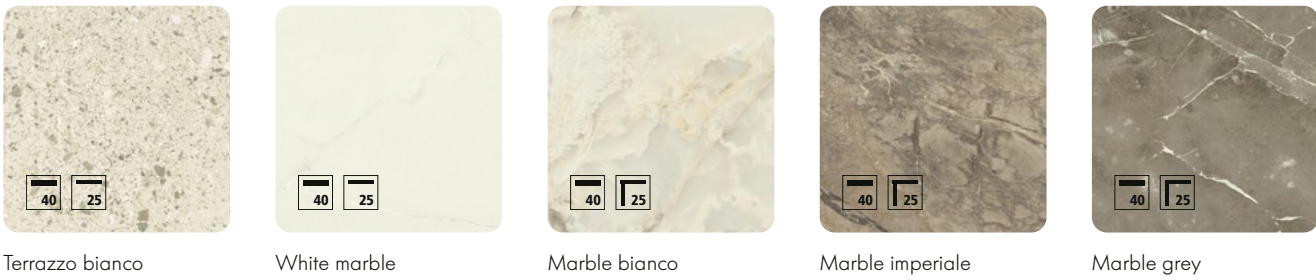 40 25
40 25
40 25
40 25
40 25
Terrazzo bianco
White marble
Marble bianco
Marble imperiale
Marble grey